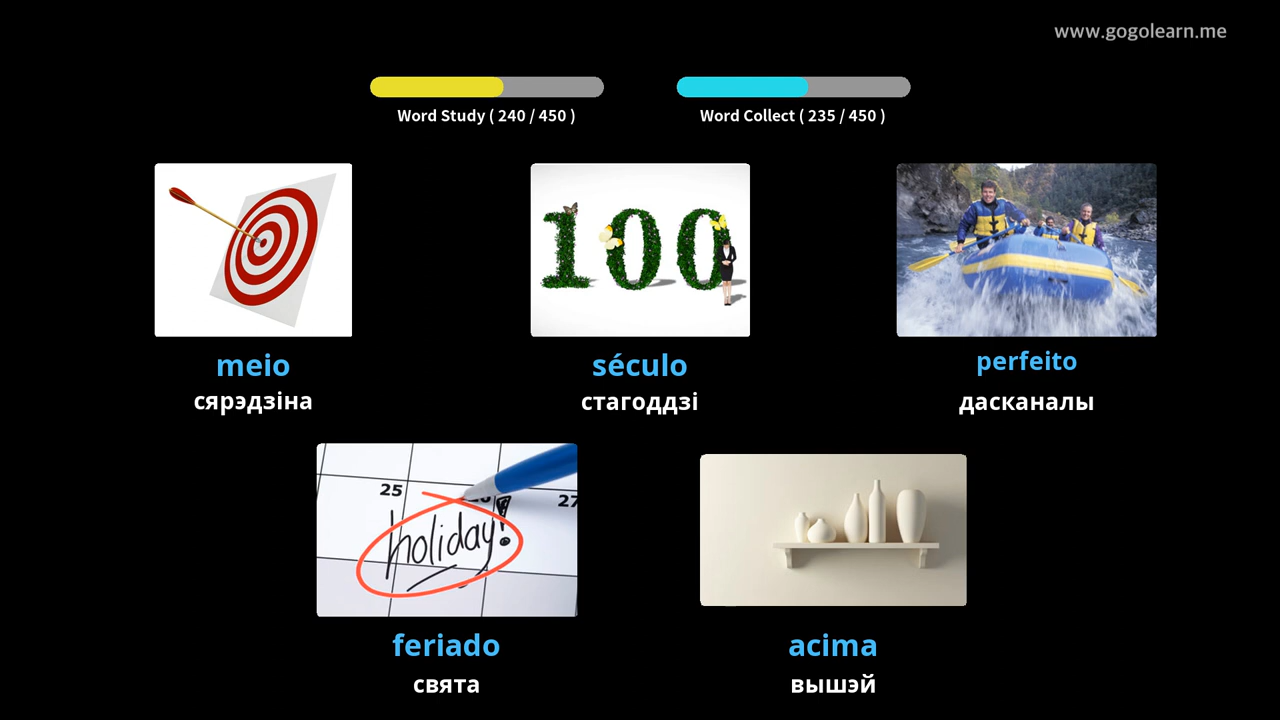 www.gogolearn.me
Word Study ( 240 / 450 )
Word Collect ( 235 / 450 )
100
meio
século
perfeito
сярэдзіна
стагоддзі
дасканалы
25
27
holiday!
feriado
acima
свята
вышэй